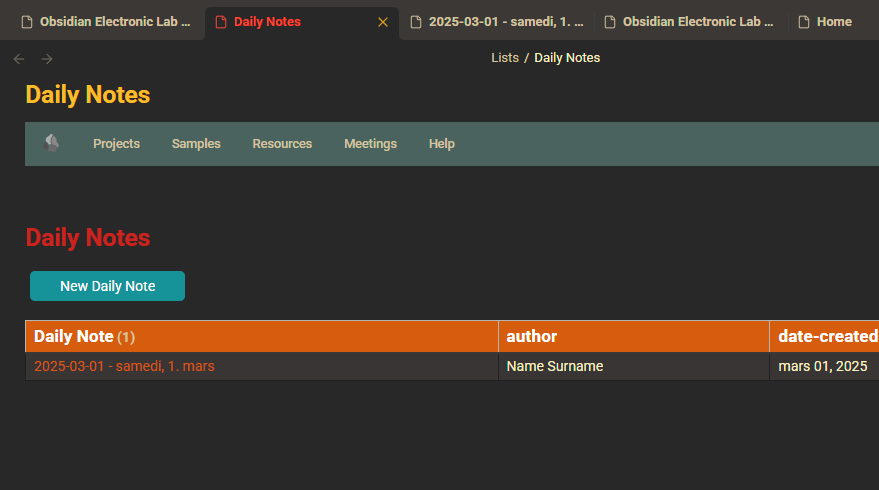 Obsidian Electronic Lab ... Daily Notes 2025-03-01 - samedi, 1. ... Obsidian Electronic Lab ... Home
Lists / Daily Notes
Daily Notes
Projects Samples Resources Meetings Help
Daily Notes
New Daily Note
Daily Note (1) author date-created
2025-03-01 - samedi, 1. mars Name Surname mars 01, 2025